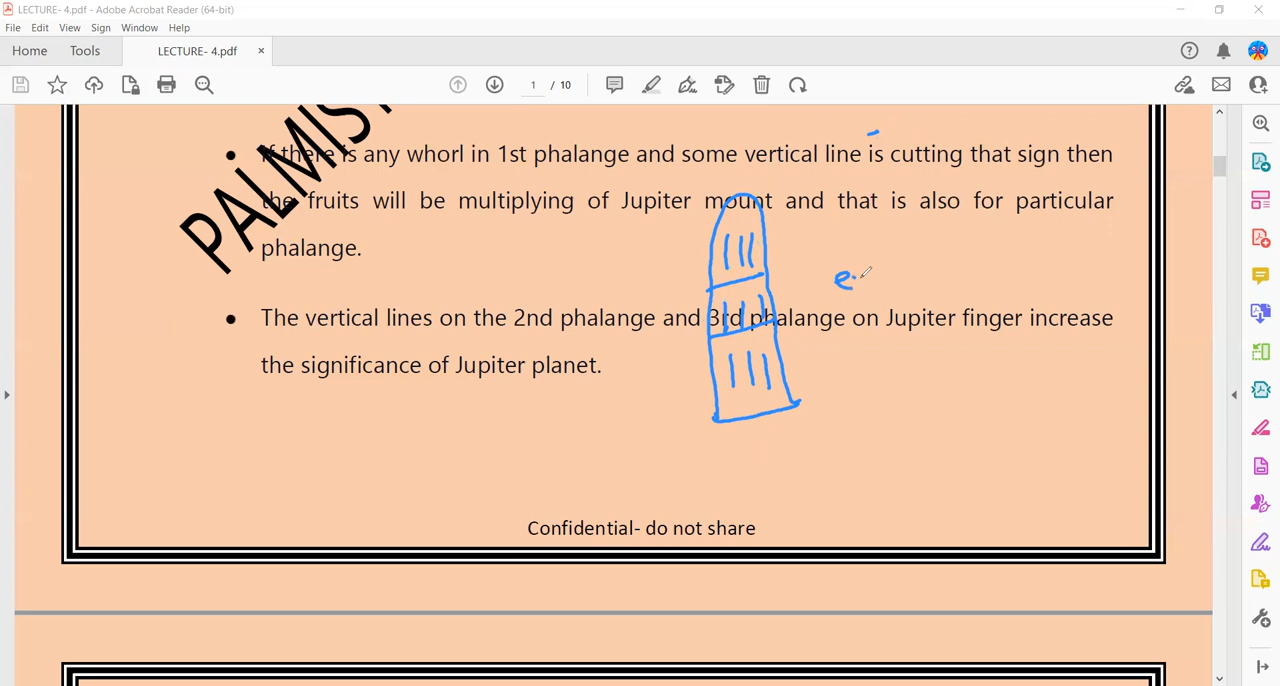 LECTURE- 4.pdf - Adobe Acrobat Reader (64-bit)
File Edit View Sign Window Help
Home Tools LECTURE- 4.pdf ×
1 / 10
PALMIST
If there is any whorl in 1st phalange and some vertical line is cutting that sign then
the fruits will be multiplying of Jupiter mount and that is also for particular
phalange.
e.
• The vertical lines on the 2nd phalange and 3rd phalange on Jupiter finger increase
the significance of Jupiter planet.
Confidential- do not share